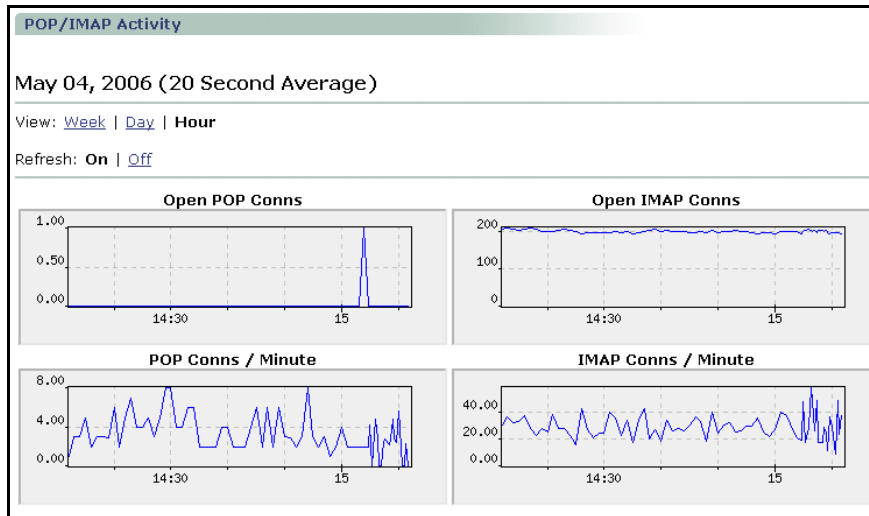 POP/IMAP Activity
May 04, 2006 (20 Second Average)
View: Week | Day | Hour
Refresh: On | Off
Open POP Conns
1.00
0.50
0.00
14:30 15
Open IMAP Conns
200
100
0
14:30 15
POP Conns / Minute
8.00
4.00
0.00
14:30 15
IMAP Conns / Minute
40.00
20.00
0.00
14:30 15